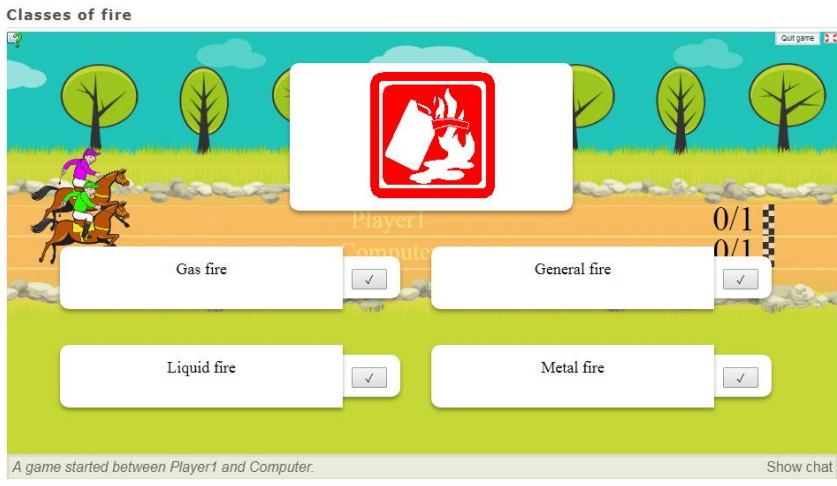 Classes of fire
Quit game
Player1
0/1
Computer
0/1
Gas fire
✓
General fire
✓
Liquid fire
✓
Metal fire
✓
A game started between Player1 and Computer.
Show chat